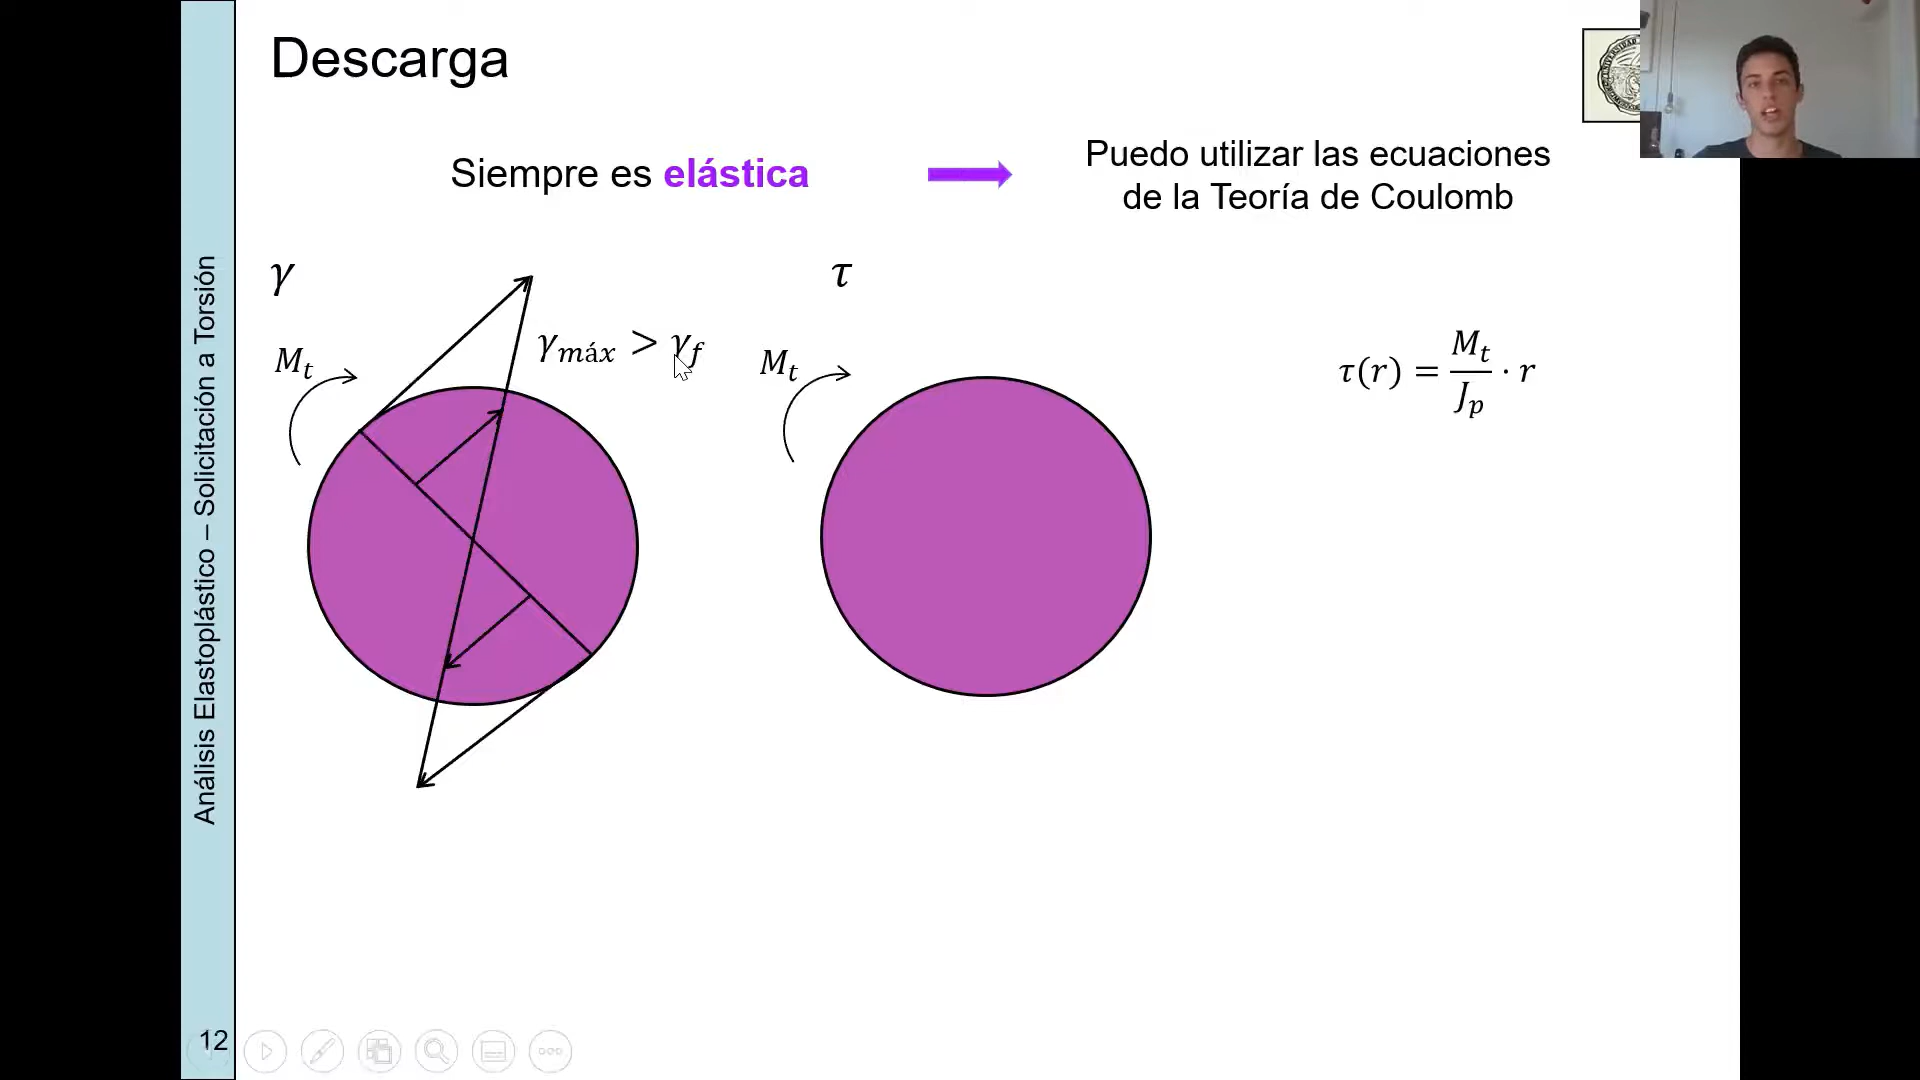 Descarga
Siempre es elástica
Puedo utilizar las ecuaciones
de la Teoría de Coulomb
γ
τ
γmáx > γf
Mt
Mt
τ(r) = Mt/Jp · r
Análisis Elastoplástico – Solicitación a Torsión
12